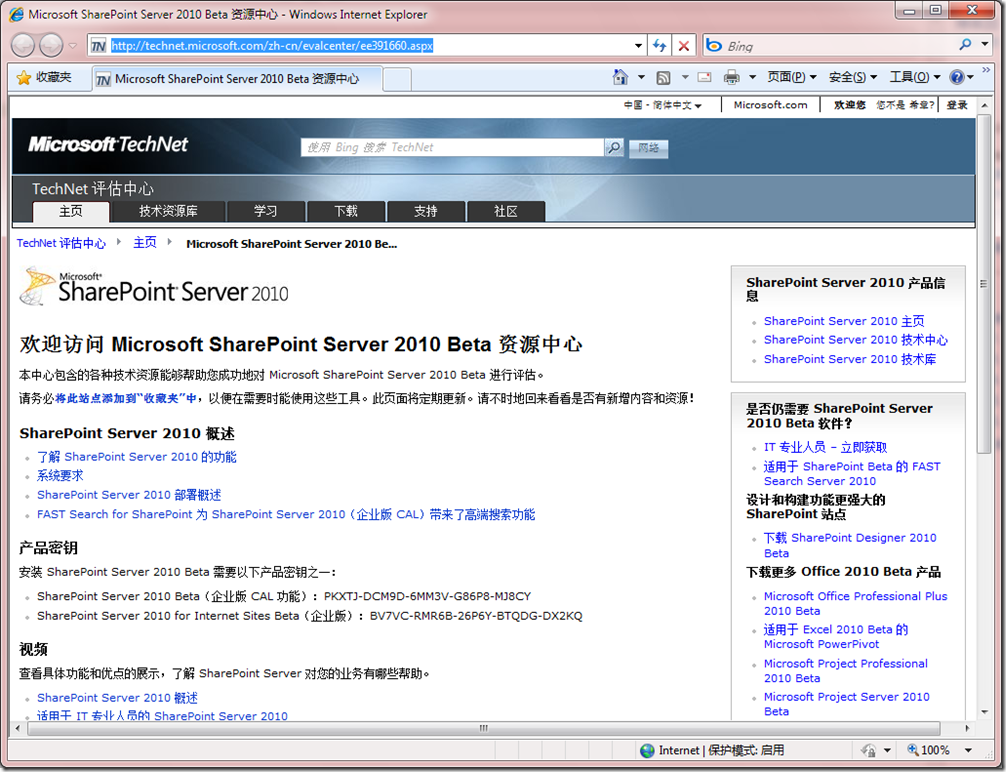 Microsoft SharePoint Server 2010 Beta 资源中心 - Windows Internet Explorer
http://technet.microsoft.com/zh-cn/evalcenter/ee391660.aspx
Bing
收藏夹
Microsoft SharePoint Server 2010 Beta 资源中心
页面(P) 安全(S) 工具(O)
中国 - 简体中文 Microsoft.com 欢迎您 您不是 希章? 登录
Microsoft TechNet
使用 Bing 搜索 TechNet
网络
TechNet 评估中心
主页 技术资源库 学习 下载 支持 社区
TechNet 评估中心 主页 Microsoft SharePoint Server 2010 Be...
Microsoft®
SharePoint® Server 2010
欢迎访问 Microsoft SharePoint Server 2010 Beta 资源中心
本中心包含的各种技术资源能够帮助您成功地对 Microsoft SharePoint Server 2010 Beta 进行评估。
请务必将此站点添加到“收藏夹”中，以便在需要时能使用这些工具。此页面将定期更新。请不时地回来看看是否有新增内容和资源！
SharePoint Server 2010 概述
了解 SharePoint Server 2010 的功能
系统要求
SharePoint Server 2010 部署概述
FAST Search for SharePoint 为 SharePoint Server 2010（企业版 CAL）带来了高端搜索功能
产品密钥
安装 SharePoint Server 2010 Beta 需要以下产品密钥之一：
SharePoint Server 2010 Beta（企业版 CAL 功能）：PKXTJ-DCM9D-6MM3V-G86P8-MJ8CY
SharePoint Server 2010 for Internet Sites Beta（企业版）：BV7VC-RMR6B-26P6Y-BTQDG-DX2KQ
视频
查看具体功能和优点的展示，了解 SharePoint Server 对您的业务有哪些帮助。
SharePoint Server 2010 概述
适用于 IT 专业人员的 SharePoint Server 2010
SharePoint Server 2010 产品信
息
SharePoint Server 2010 主页
SharePoint Server 2010 技术中心
SharePoint Server 2010 技术库
是否仍需要 SharePoint Server
2010 Beta 软件？
IT 专业人员 – 立即获取
适用于 SharePoint Beta 的 FAST
Search Server 2010
设计和构建功能更强大的
SharePoint 站点
下载 SharePoint Designer 2010
Beta
下载更多 Office 2010 Beta 产品
Microsoft Office Professional Plus
2010 Beta
适用于 Excel 2010 Beta 的
Microsoft PowerPivot
Microsoft Project Professional
2010 Beta
Microsoft Project Server 2010
Beta
Internet | 保护模式: 启用
100%